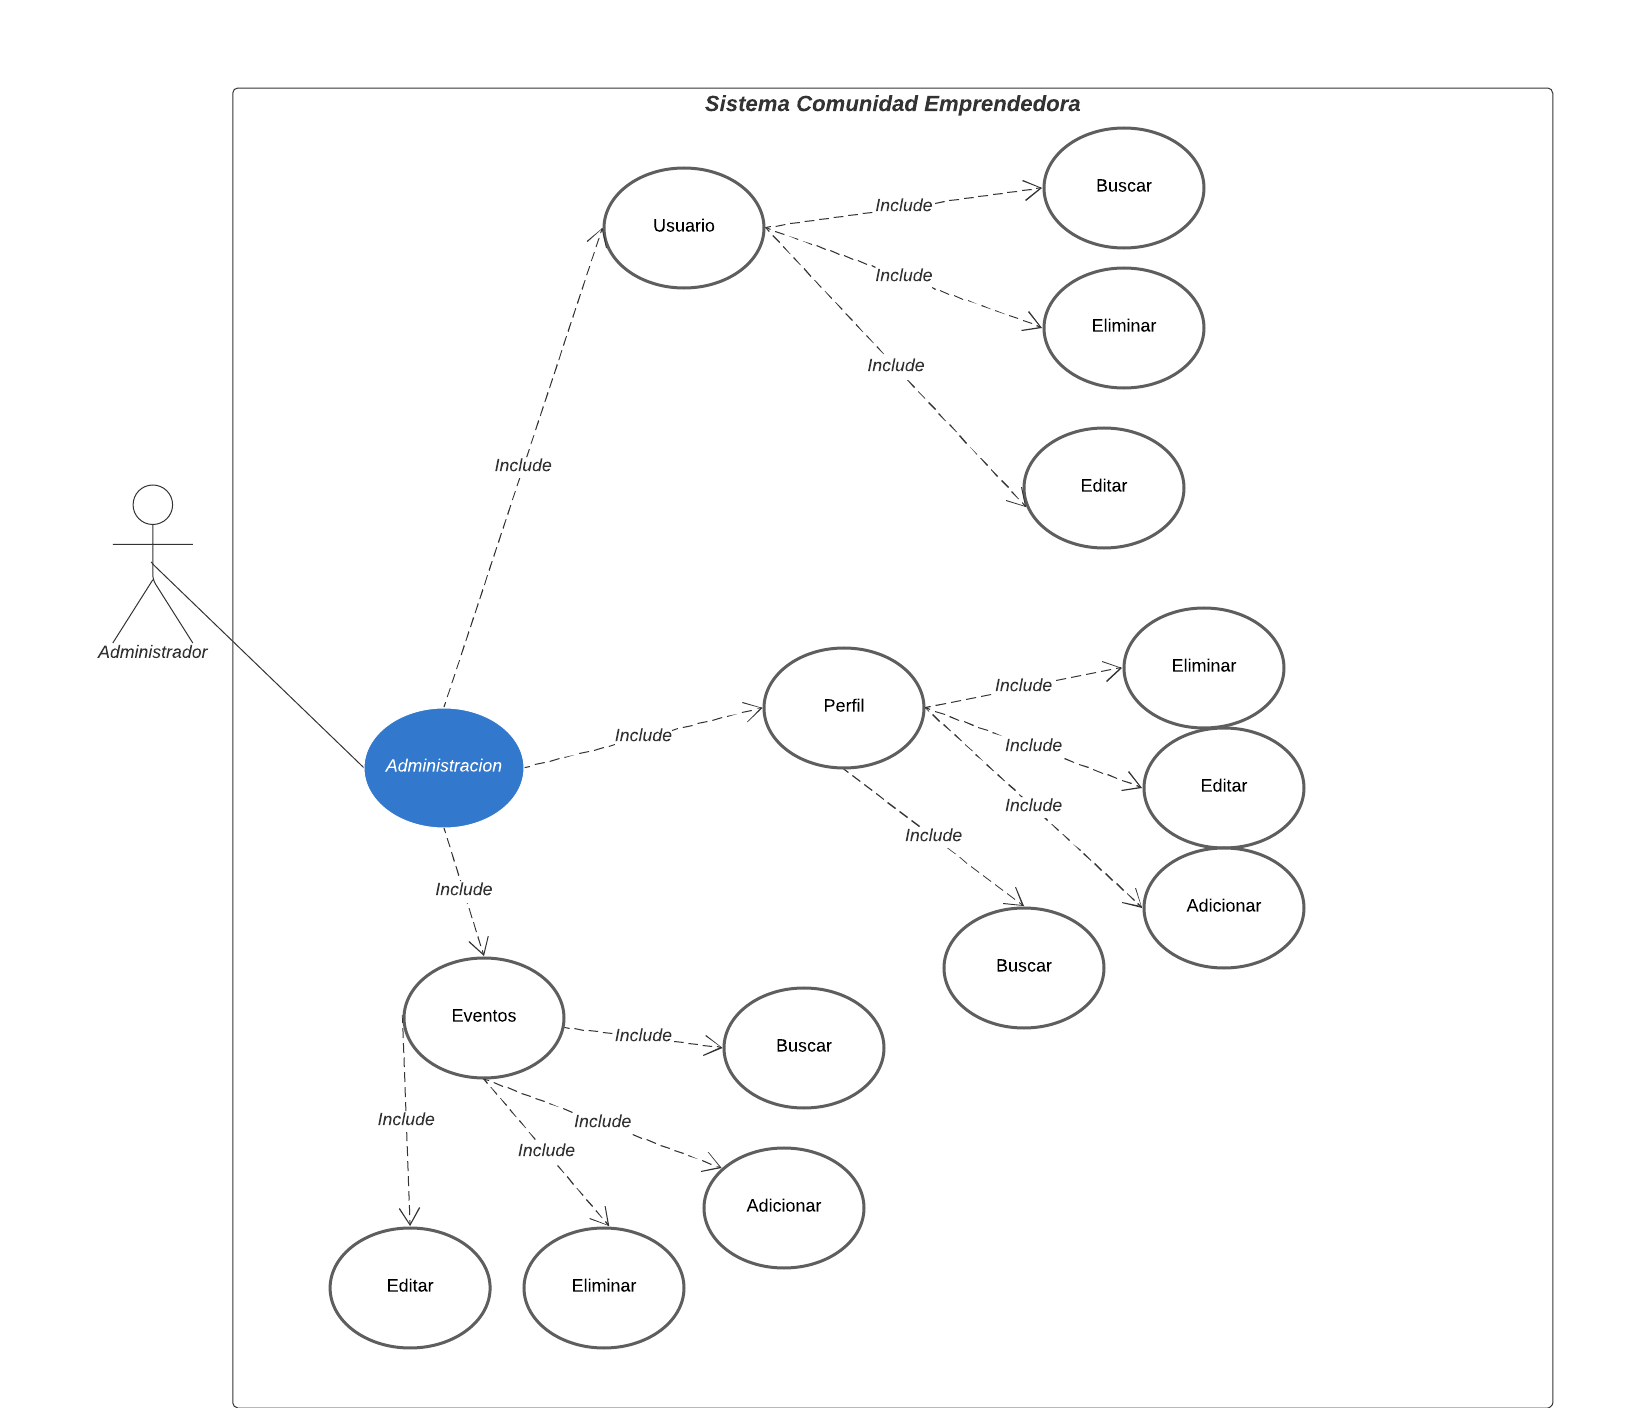 Sistema Comunidad Emprendedora
Buscar
Include
Usuario
Include
Eliminar
Include
Include
Editar
Administrador
Eliminar
Include
Perfil
Include
Include
Administracion
Editar
Include
Include
Include
Adicionar
Buscar
Eventos
Include
Buscar
Include
Include
Include
Adicionar
Editar
Eliminar